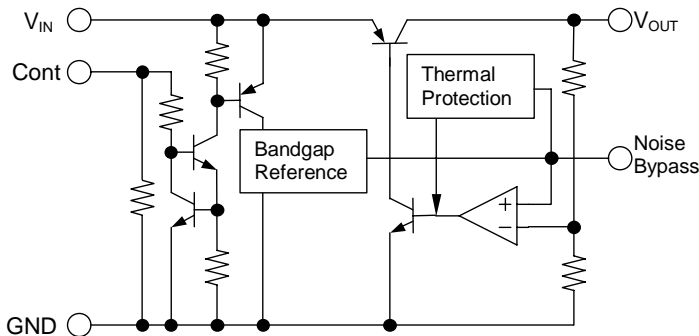 VIN
VOUT
Cont
Thermal
Protection
Bandgap
Reference
Noise
Bypass
+
−
GND